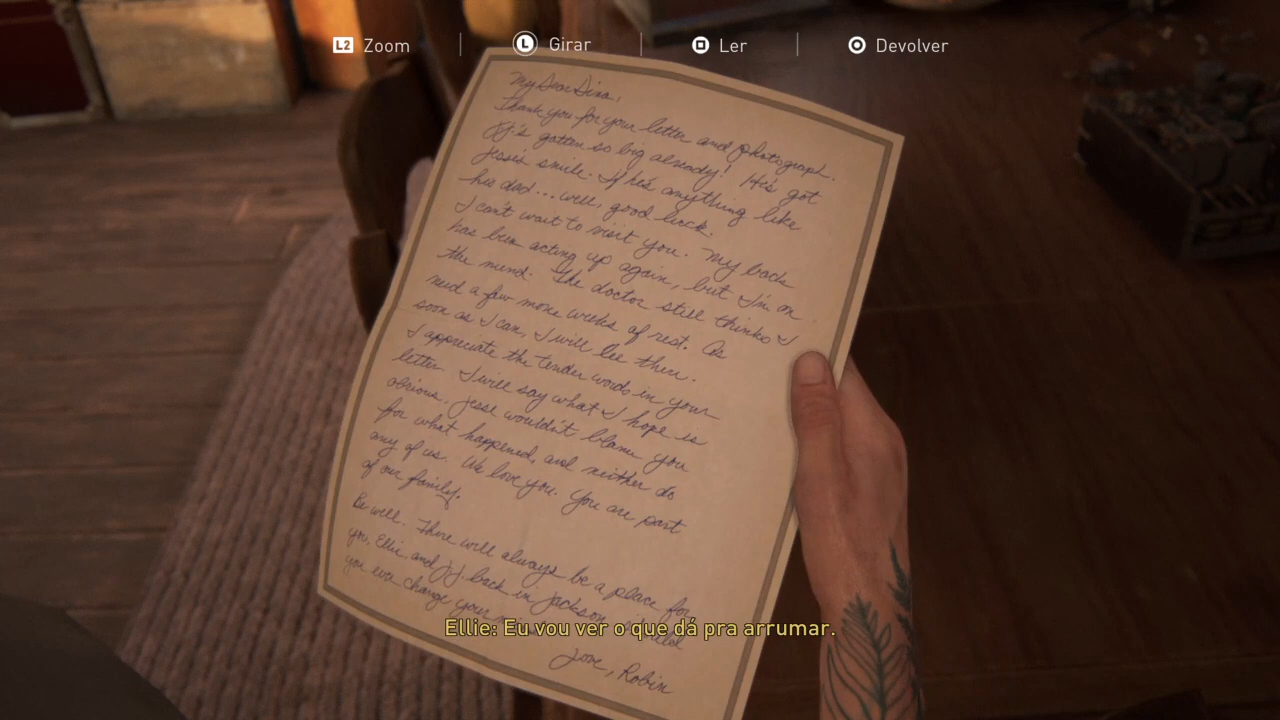 L2 Zoom | L Girar | Ler | Devolver
My Dear Dina,
Thank you for your letter and photograph.
JJ's gotten so big already! He's got
Jesse's smile. If he's anything like
his dad... well, good luck.
I can't wait to visit you. My back
has been acting up again, but I'm on
the mend. The doctor still thinks I
need a few more weeks of rest. As
soon as I can, I will be there.
I appreciate the tender words in your
letter. I will say what I hope is
obvious, Jesse wouldn't blame you
for what happened, and neither do
any of us. We love you. You are part
of our family.
Be well. There will always be a place for
you, Ellie, and JJ back in Jackson
you ever change your
Ellie: Eu vou ver o que dá pra arrumar.
Love, Robin